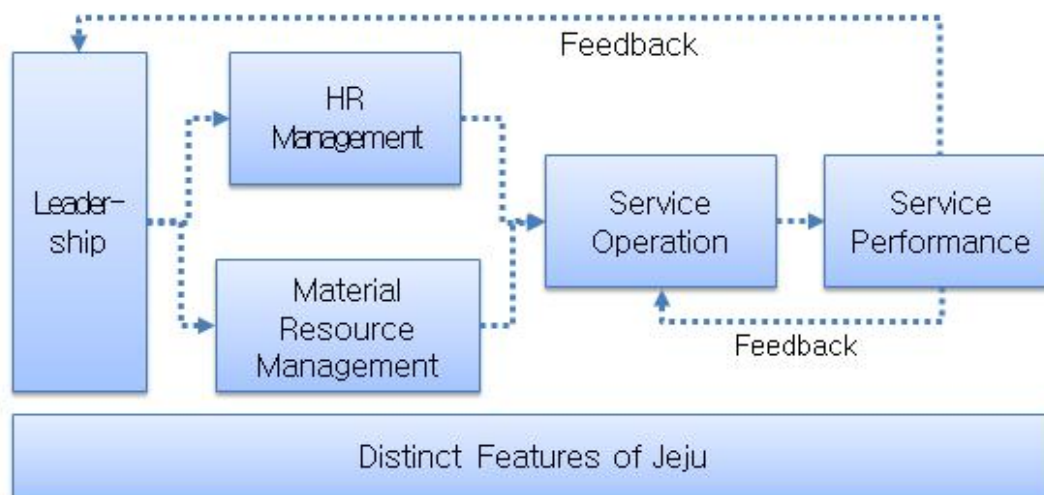 Feedback
HR
Management
Leader-
ship
Service
Operation
Service
Performance
Material
Resource
Management
Feedback
Distinct Features of Jeju